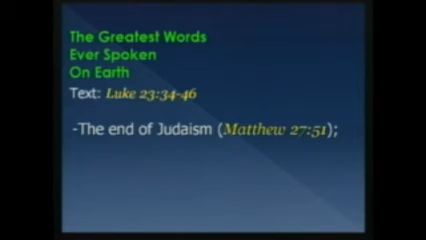 The Greatest Words
Ever Spoken
On Earth
Text: Luke 23:34-46
-The end of Judaism (Matthew 27:51);